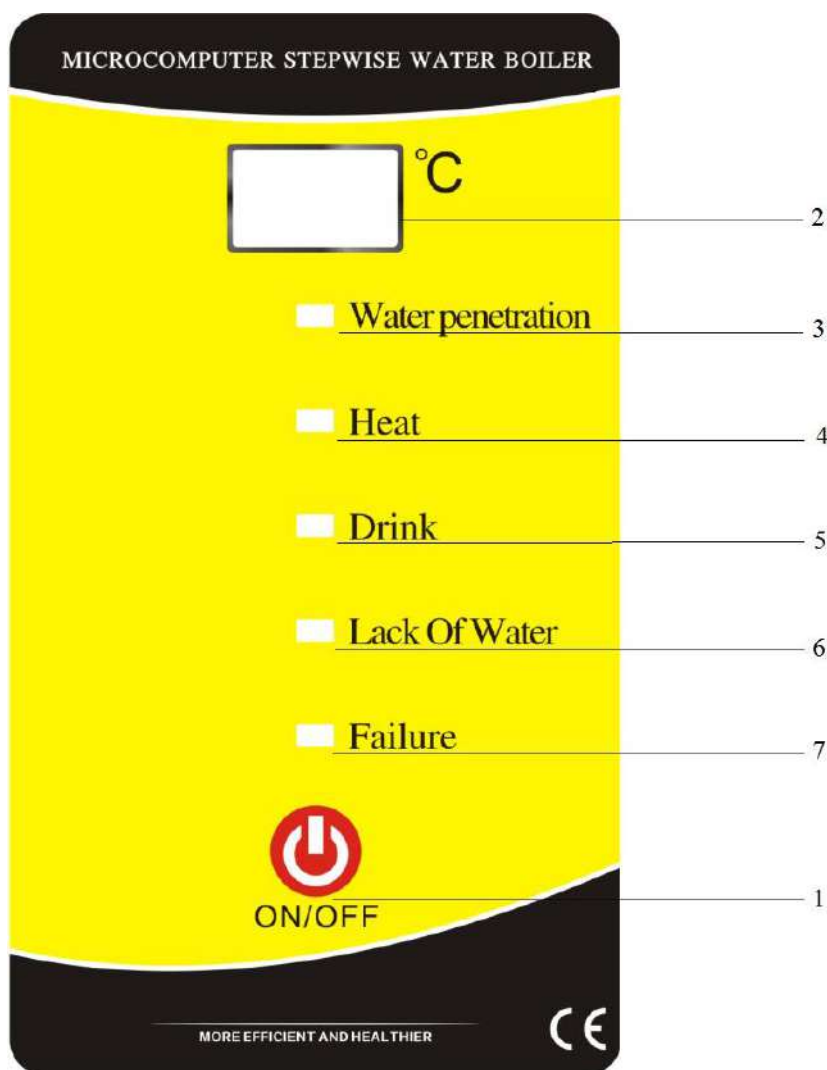 MICROCOMPUTER STEPWISE WATER BOILER
°C
2
Water penetration
3
Heat
4
Drink
5
Lack Of Water
6
Failure
7
1
ON/OFF
MORE EFFICIENT AND HEALTHIER
CE